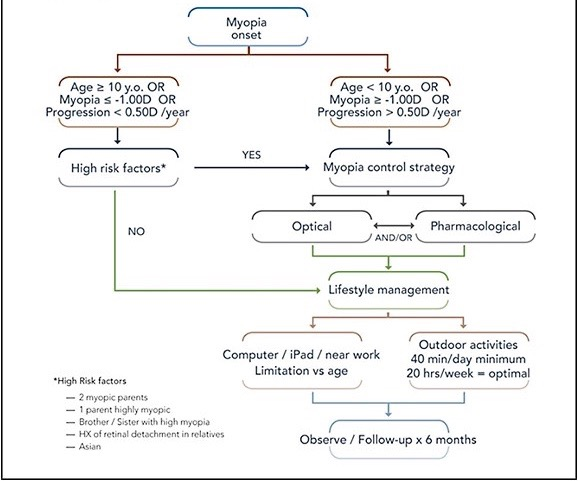 Myopia
onset
Age ≥ 10 y.o. OR
Myopia ≤ -1.00D OR
Progression < 0.50D /year
Age < 10 y.o. OR
Myopia ≥ -1.00D OR
Progression > 0.50D /year
High risk factors*
YES
Myopia control strategy
NO
Optical
AND/OR
Pharmacological
Lifestyle management
Computer / iPad / near work
Limitation vs age
Outdoor activities
40 min/day minimum
20 hrs/week = optimal
Observe / Follow-up x 6 months
*High Risk factors
— 2 myopic parents
— 1 parent highly myopic
— Brother / Sister with high myopia
— HX of retinal detachment in relatives
— Asian